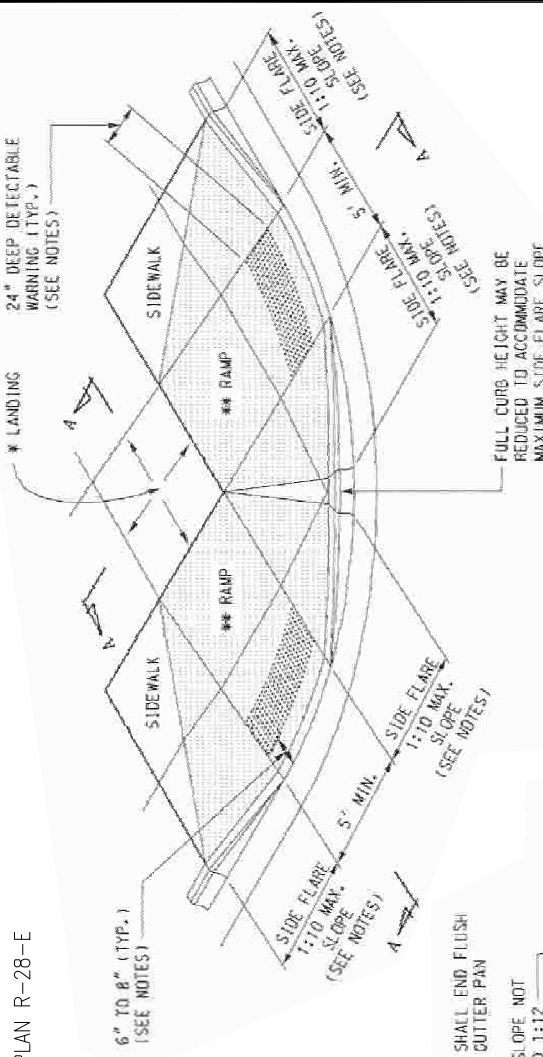 PLAN R-28-E
24" DEEP DETECTABLE
WARNING (TYP.)
(SEE NOTES)
* LANDING
A
A
SIDEWALK
SIDEWALK
** RAMP
** RAMP
6" TO 8" (TYP.)
(SEE NOTES)
SIDE FLARE
1:10 MAX.
SLOPE
(SEE NOTES)
5' MIN.
SIDE FLARE
1:10 MAX.
SLOPE
(SEE NOTES)
A
SIDE FLARE
1:10 MAX.
SLOPE
(SEE NOTES)
5' MIN.
SIDE FLARE
1:10 MAX.
SLOPE
(SEE NOTES)
A
FULL CURB HEIGHT MAY BE
REDUCED TO ACCOMMODATE
MAXIMUM SIDE FLARE SLOPE
SHALL END FLUSH
GUTTER PAN
SLOPE NOT
1:12